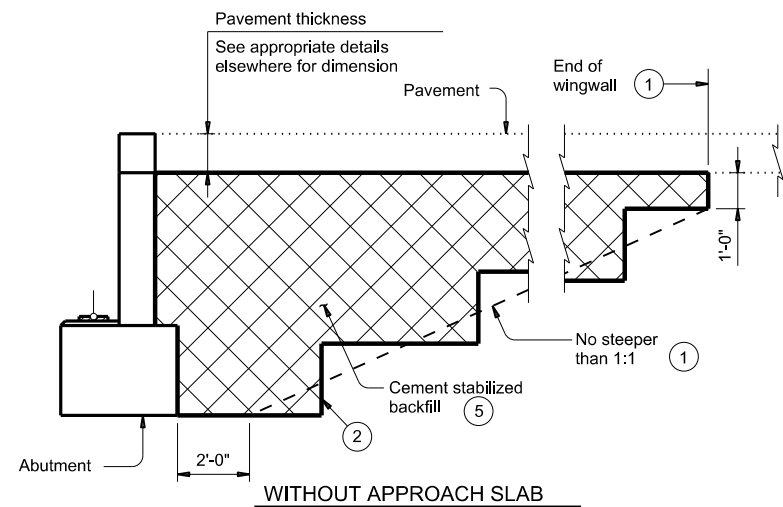 Pavement thickness
See appropriate details
elsewhere for dimension
End of
wingwall
1
Pavement
1'-0"
No steeper
than 1:1
1
Cement stabilized
backfill
5
2
Abutment
2'-0"
WITHOUT APPROACH SLAB